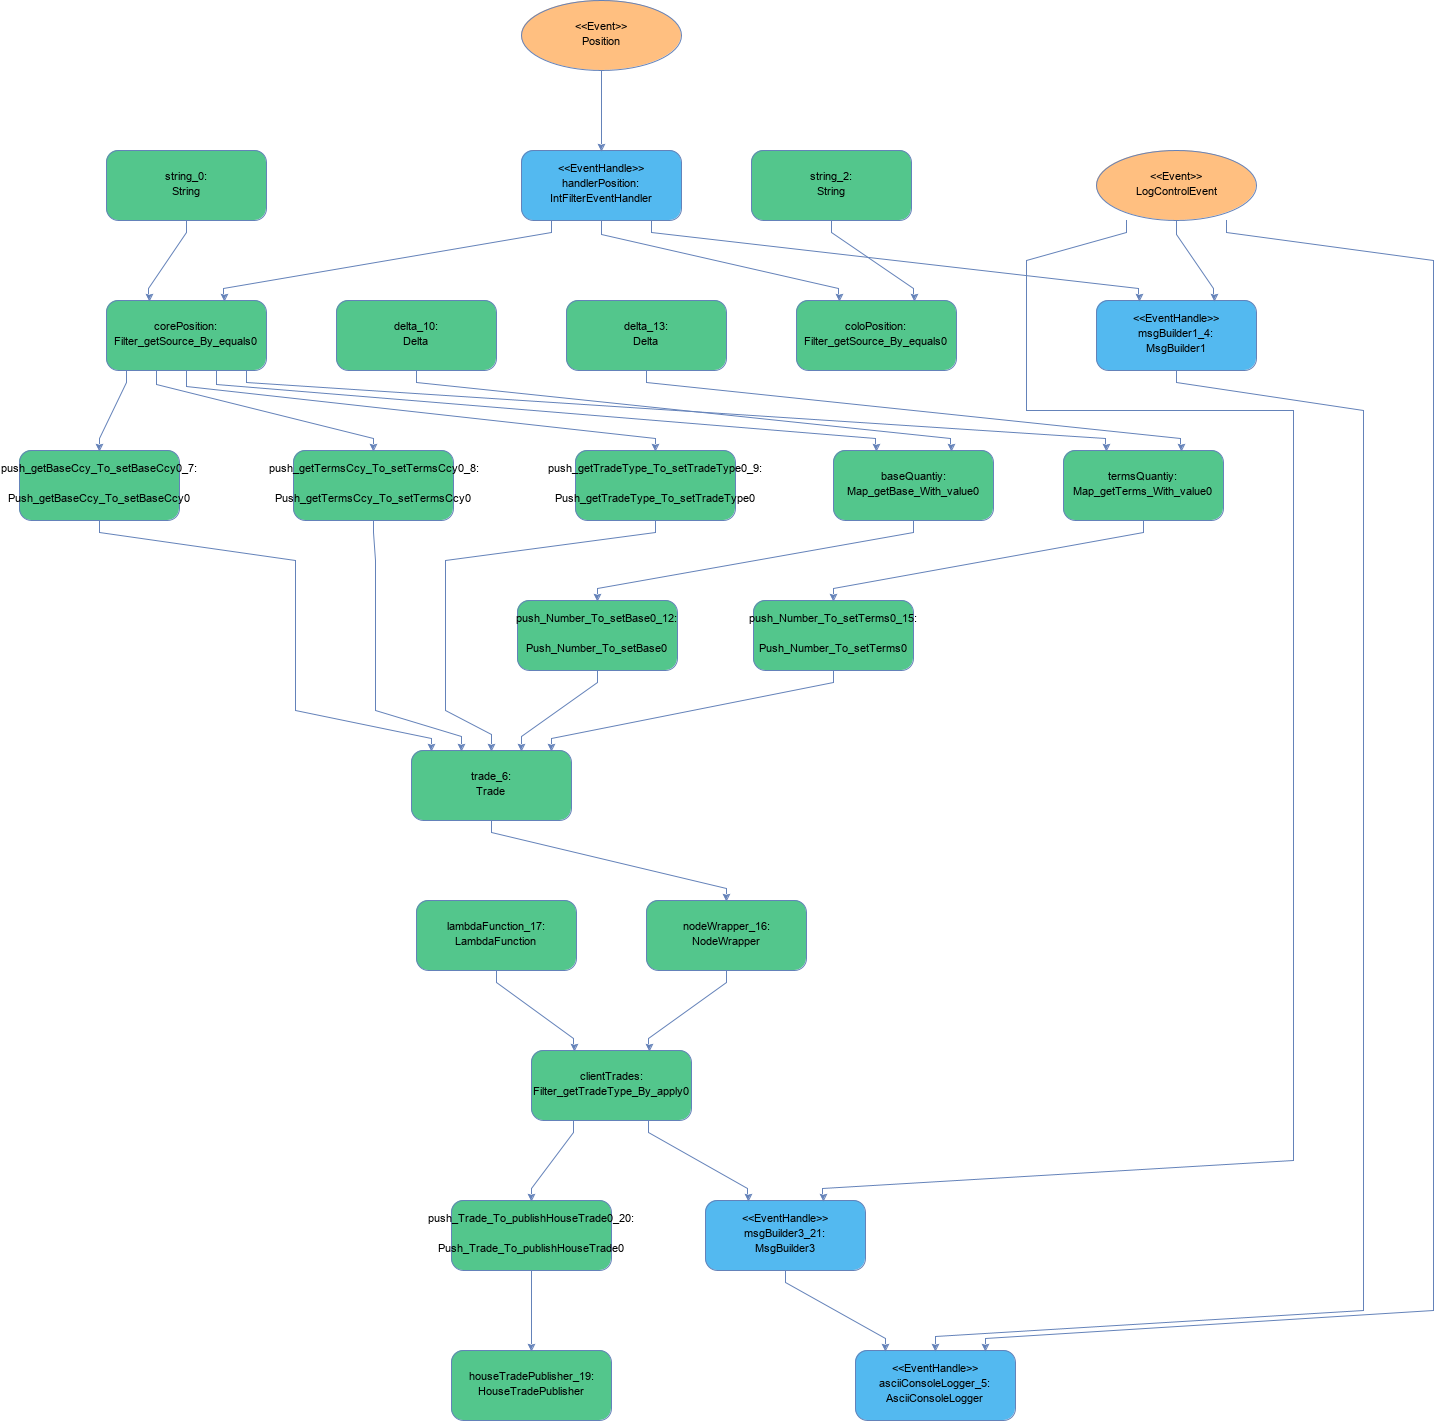 <<Event>>
Position
string_0:
String
<<EventHandle>>
handlerPosition:
IntFilterEventHandler
string_2:
String
<<Event>>
LogControlEvent
corePosition:
Filter_getSource_By_equals0
delta_10:
Delta
delta_13:
Delta
coloPosition:
Filter_getSource_By_equals0
<<EventHandle>>
msgBuilder1_4:
MsgBuilder1
push_getBaseCcy_To_setBaseCcy0_7:
Push_getBaseCcy_To_setBaseCcy0
push_getTermsCcy_To_setTermsCcy0_8:
Push_getTermsCcy_To_setTermsCcy0
push_getTradeType_To_setTradeType0_9:
Push_getTradeType_To_setTradeType0
baseQuantiy:
Map_getBase_With_value0
termsQuantiy:
Map_getTerms_With_value0
push_Number_To_setBase0_12:
Push_Number_To_setBase0
push_Number_To_setTerms0_15:
Push_Number_To_setTerms0
trade_6:
Trade
lambdaFunction_17:
LambdaFunction
nodeWrapper_16:
NodeWrapper
clientTrades:
Filter_getTradeType_By_apply0
push_Trade_To_publishHouseTrade0_20:
Push_Trade_To_publishHouseTrade0
<<EventHandle>>
msgBuilder3_21:
MsgBuilder3
houseTradePublisher_19:
HouseTradePublisher
<<EventHandle>>
asciiConsoleLogger_5:
AsciiConsoleLogger